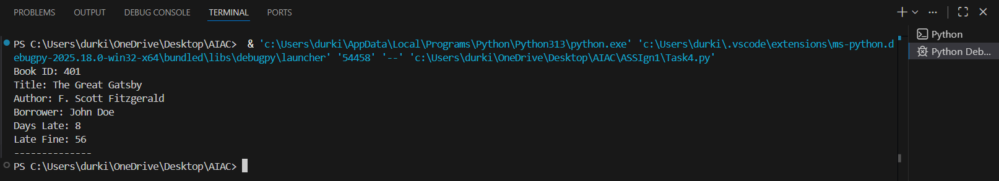 PROBLEMS OUTPUT DEBUG CONSOLE TERMINAL PORTS
PS C:\Users\durki\OneDrive\Desktop\AIAC>  & 'c:\Users\durki\AppData\Local\Programs\Python\Python313\python.exe' 'c:\Users\durki\.vscode\extensions\ms-python.d
ebugpy-2025.18.0-win32-x64\bundled\libs\debugpy\launcher' '54458' '--' 'c:\Users\durki\OneDrive\Desktop\AIAC\ASSIgn1\Task4.py'
Book ID: 401
Title: The Great Gatsby
Author: F. Scott Fitzgerald
Borrower: John Doe
Days Late: 8
Late Fine: 56
--------------
PS C:\Users\durki\OneDrive\Desktop\AIAC>
Python
Python Deb...